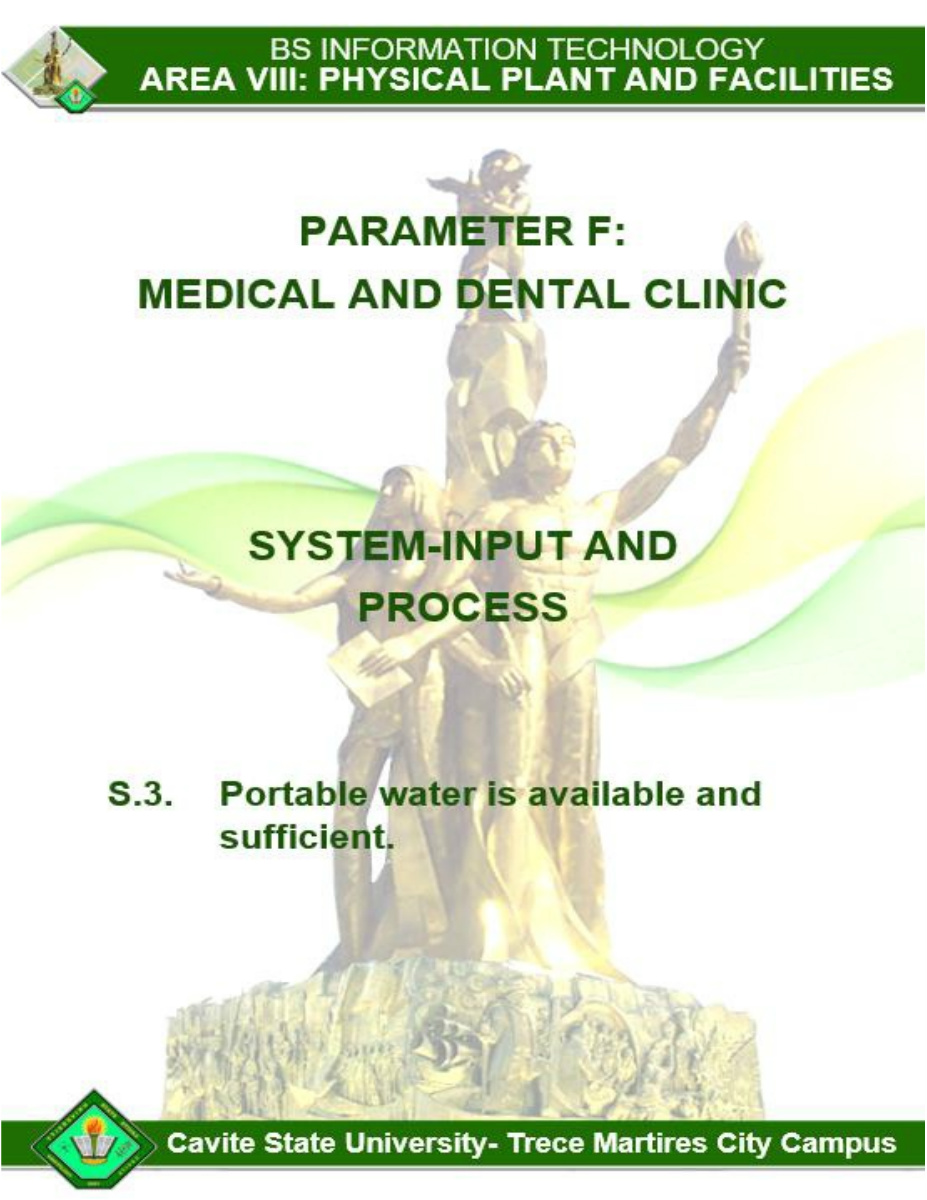 BS INFORMATION TECHNOLOGY
AREA VIII: PHYSICAL PLANT AND FACILITIES
PARAMETER F:
MEDICAL AND DENTAL CLINIC
SYSTEM-INPUT AND
PROCESS
S.3. Portable water is available and
sufficient.
Cavite State University- Trece Martires City Campus